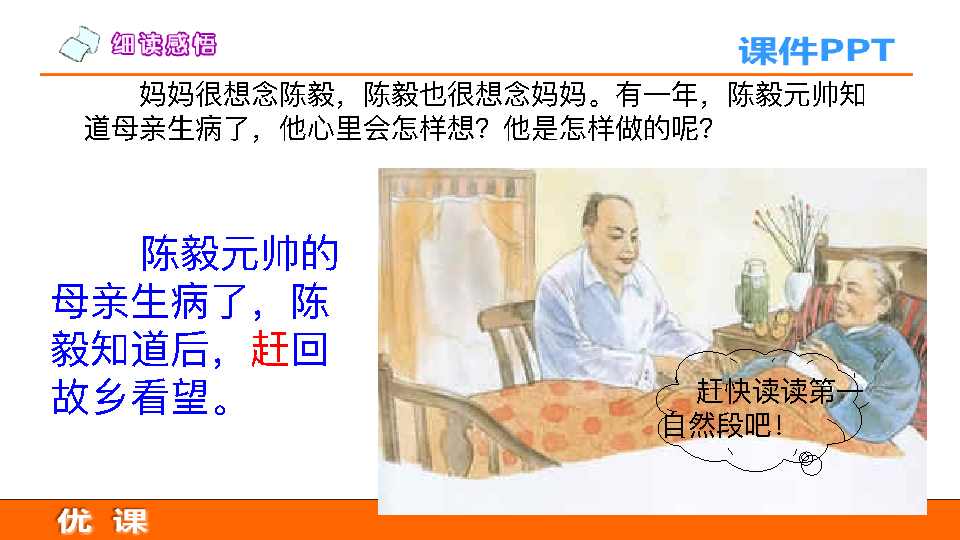 细读感悟
课件PPT
妈妈很想念陈毅，陈毅也很想念妈妈。有一年，陈毅元帅知
道母亲生病了，他心里会怎样想？他是怎样做的呢？
陈毅元帅的
母亲生病了，陈
毅知道后，赶回
故乡看望。
赶快读读第一
自然段吧！
优 课